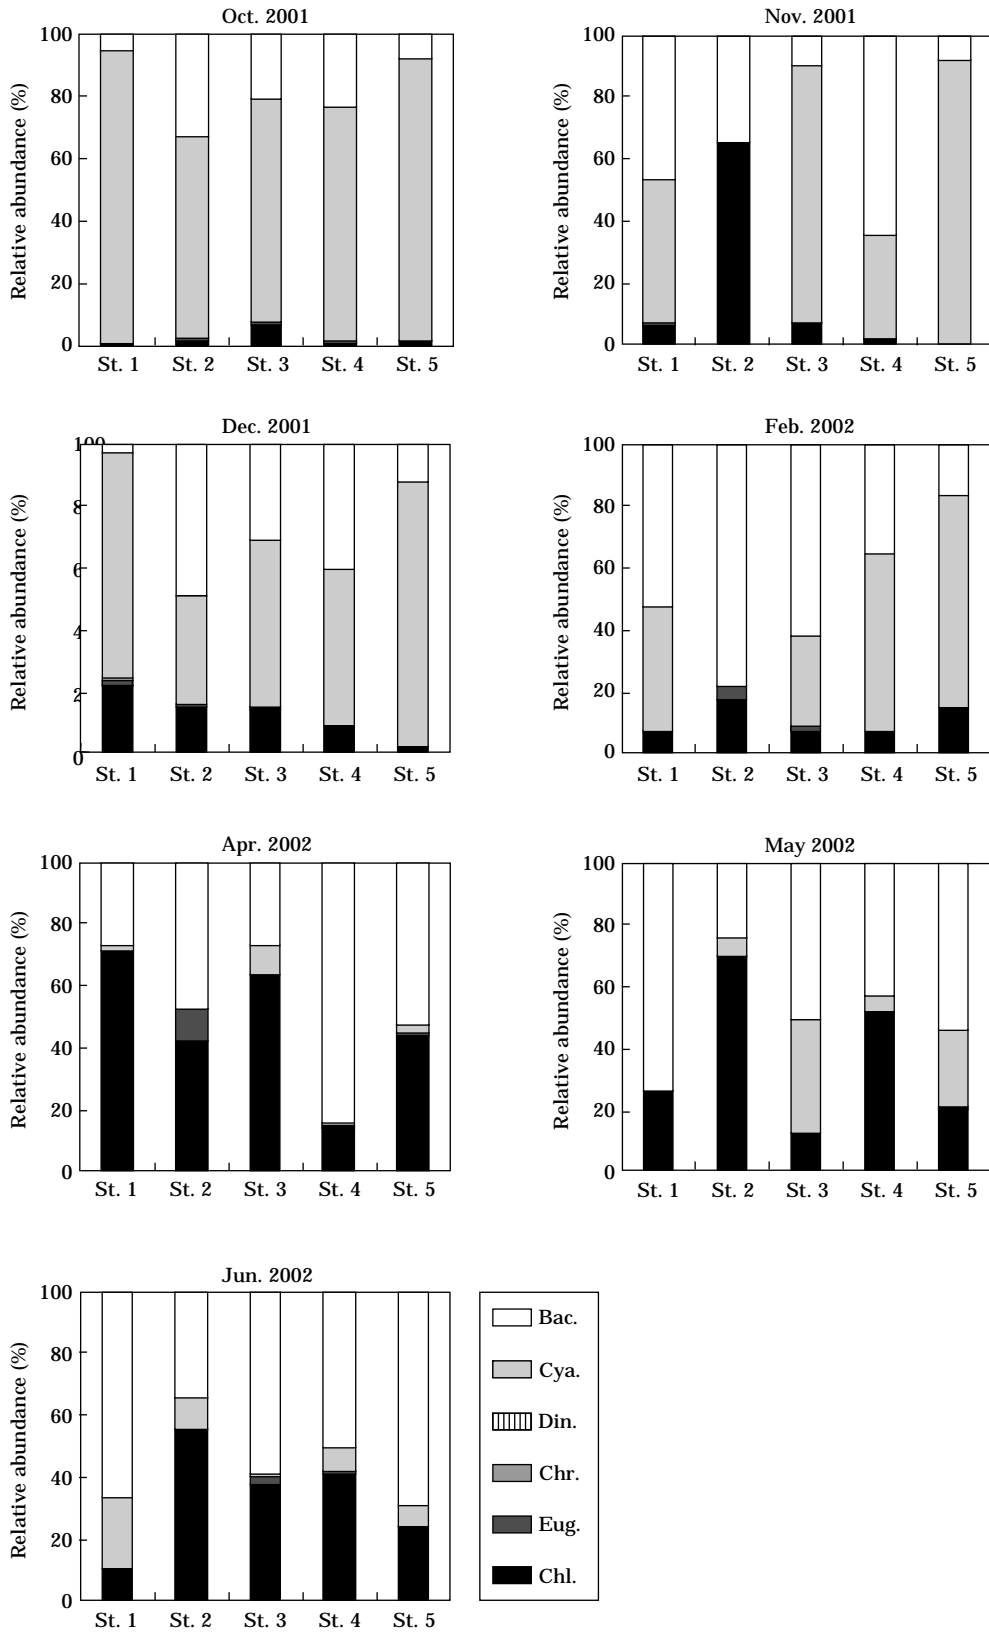 Oct. 2001
Relative abundance (%)
100
80
60
40
20
0
St. 1 St. 2 St. 3 St. 4 St. 5
Nov. 2001
Relative abundance (%)
100
80
60
40
20
0
St. 1 St. 2 St. 3 St. 4 St. 5
Dec. 2001
Relative abundance (%)
100
8
6
4
2
0
St. 1 St. 2 St. 3 St. 4 St. 5
Feb. 2002
Relative abundance (%)
100
80
60
40
20
0
St. 1 St. 2 St. 3 St. 4 St. 5
Apr. 2002
Relative abundance (%)
100
80
60
40
20
0
St. 1 St. 2 St. 3 St. 4 St. 5
May 2002
Relative abundance (%)
100
80
60
40
20
0
St. 1 St. 2 St. 3 St. 4 St. 5
Jun. 2002
Relative abundance (%)
100
80
60
40
20
0
St. 1 St. 2 St. 3 St. 4 St. 5
Bac.
Cya.
Din.
Chr.
Eug.
Chl.